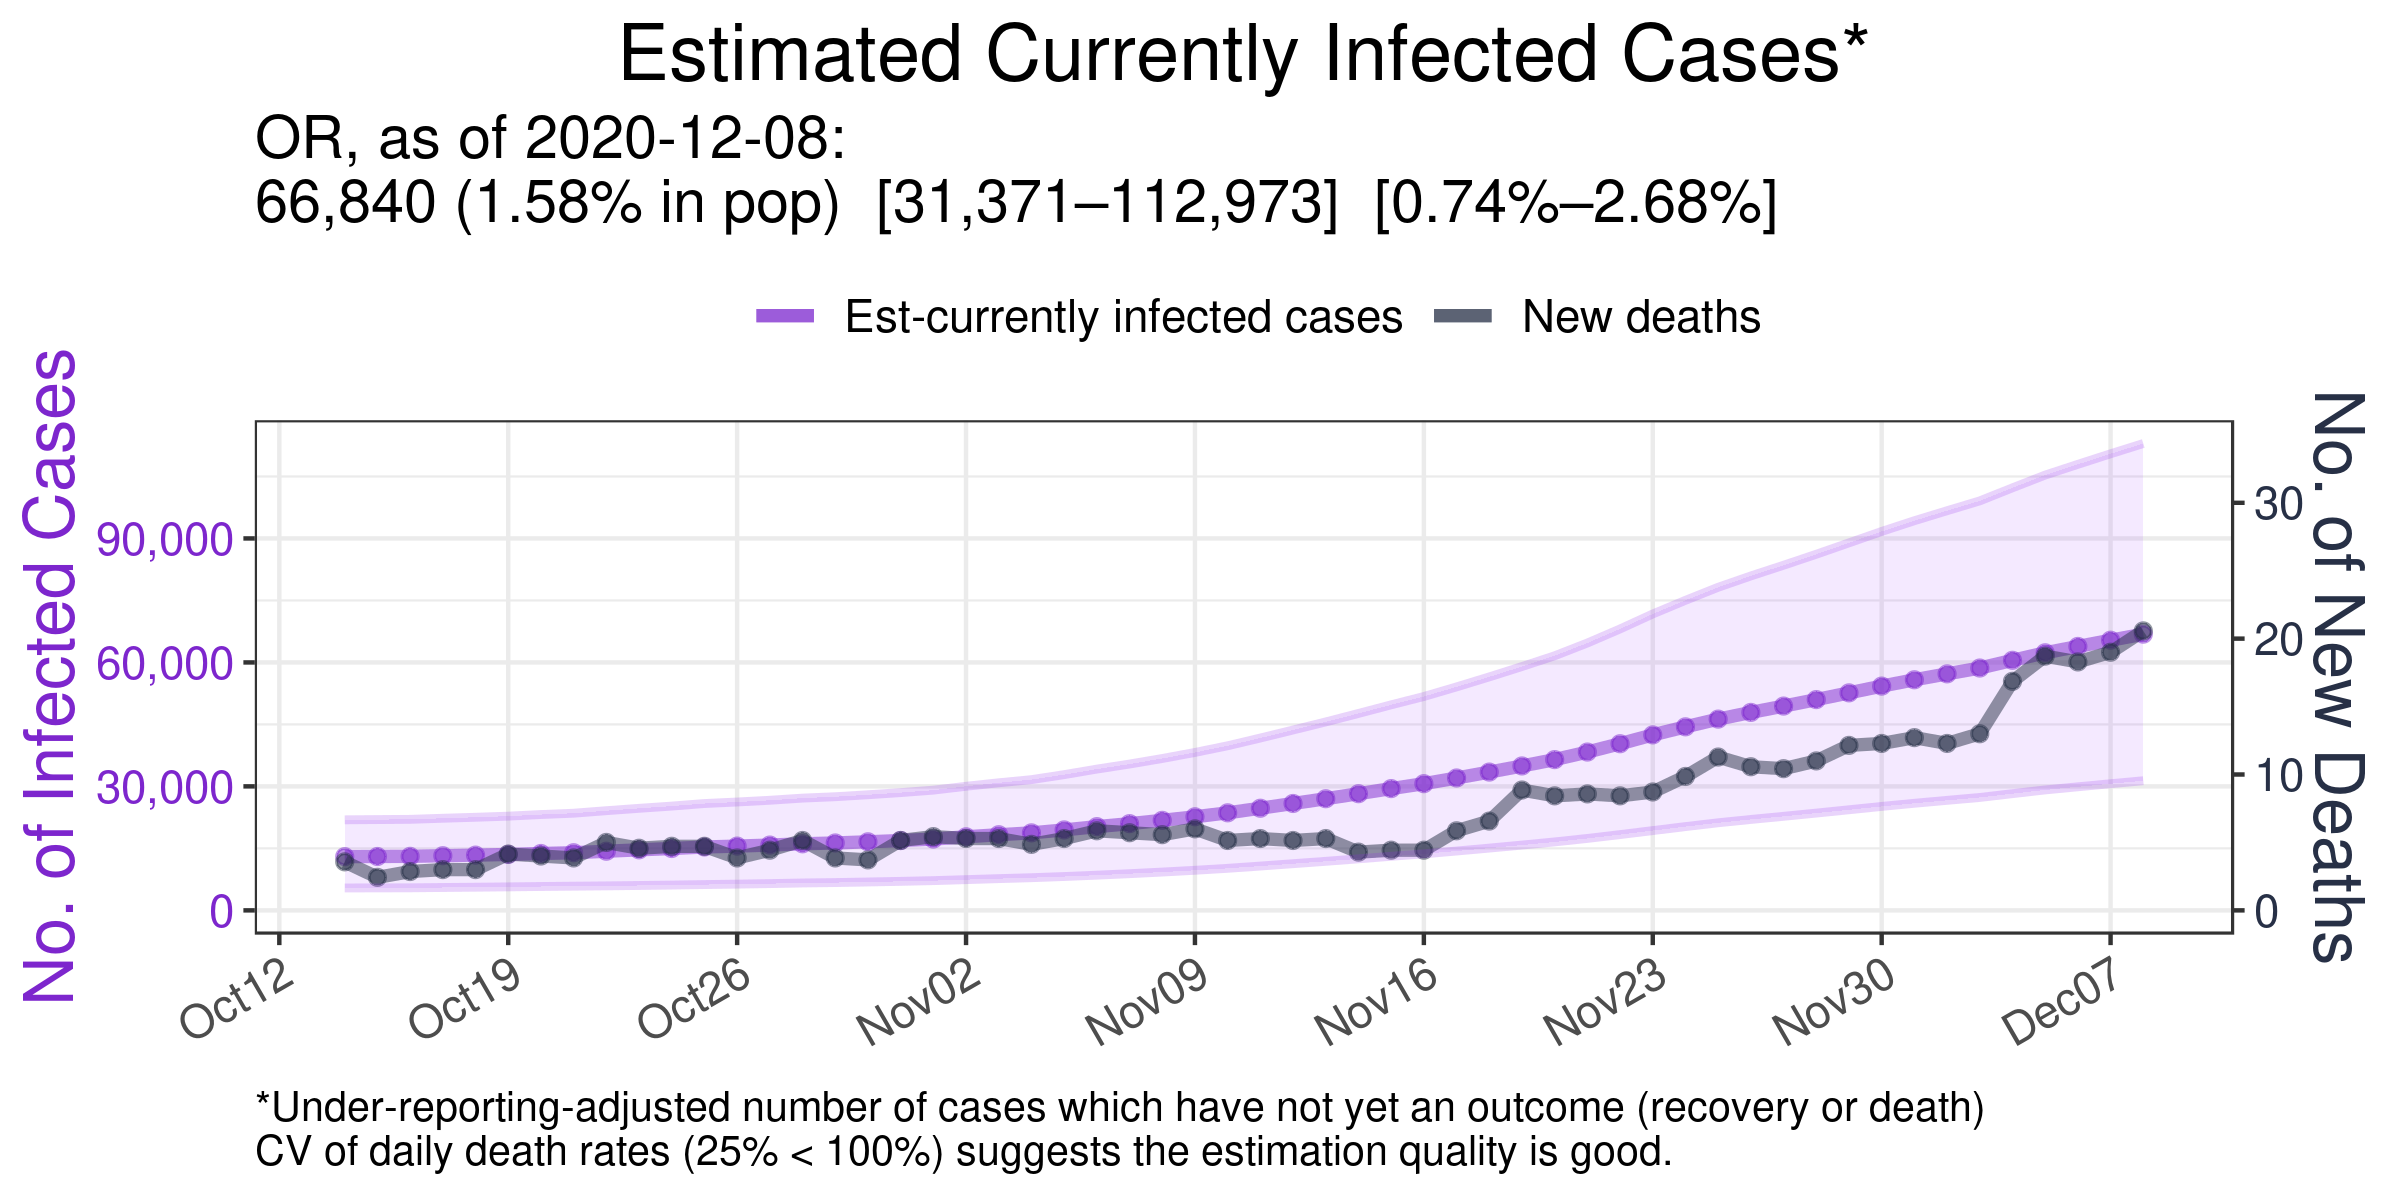 Estimated Currently Infected Cases*
OR, as of 2020-12-08:
66,840 (1.58% in pop)  [31,371–112,973]  [0.74%–2.68%]
Est-currently infected cases
New deaths
No. of Infected Cases
90,000
60,000
30,000
0
No. of New Deaths
30
20
10
0
Oct12
Oct19
Oct26
Nov02
Nov09
Nov16
Nov23
Nov30
Dec07
*Under-reporting-adjusted number of cases which have not yet an outcome (recovery or death)
CV of daily death rates (25% < 100%) suggests the estimation quality is good.